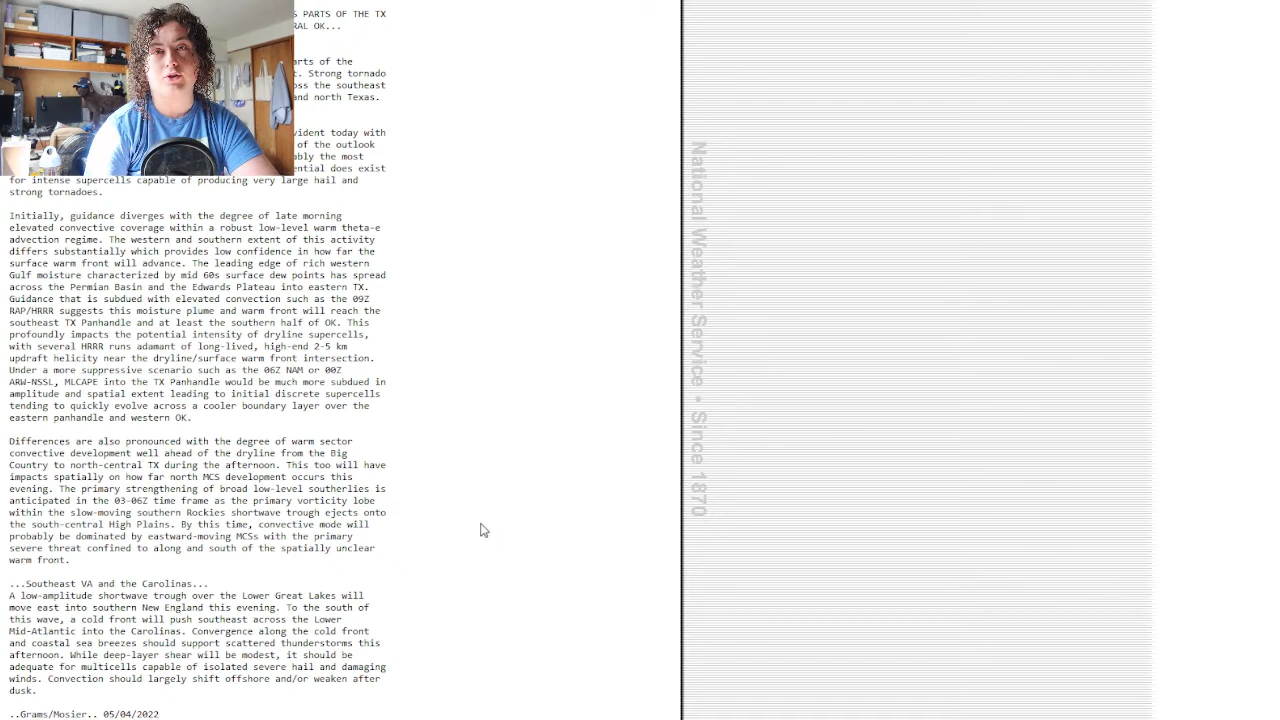 S PARTS OF THE TX
RAL OK...
arts of the
t. Strong tornado
oss the southeast
and north Texas.
vident today with
of the outlook
ably the most
ential does exist
for intense supercells capable of producing very large hail and
strong tornadoes.
Initially, guidance diverges with the degree of late morning
elevated convective coverage within a robust low-level warm theta-e
advection regime. The western and southern extent of this activity
differs substantially which provides low confidence in how far the
surface warm front will advance. The leading edge of rich western
Gulf moisture characterized by mid 60s surface dew points has spread
across the Permian Basin and the Edwards Plateau into eastern TX.
Guidance that is subdued with elevated convection such as the 09Z
RAP/HRRR suggests this moisture plume and warm front will reach the
southeast TX Panhandle and at least the southern half of OK. This
profoundly impacts the potential intensity of dryline supercells,
with several HRRR runs adamant of long-lived, high-end 2-5 km
updraft helicity near the dryline/surface warm front intersection.
Under a more suppressive scenario such as the 06Z NAM or 00Z
ARW-NSSL, MLCAPE into the TX Panhandle would be much more subdued in
amplitude and spatial extent leading to initial discrete supercells
tending to quickly evolve across a cooler boundary layer over the
eastern panhandle and western OK.
Differences are also pronounced with the degree of warm sector
convective development well ahead of the dryline from the Big
Country to north-central TX during the afternoon. This too will have
impacts spatially on how far north MCS development occurs this
evening. The primary strengthening of broad low-level southerlies is
anticipated in the 03-06Z time frame as the primary vorticity lobe
within the slow-moving southern Rockies shortwave trough ejects onto
the south-central High Plains. By this time, convective mode will
probably be dominated by eastward-moving MCSs with the primary
severe threat confined to along and south of the spatially unclear
warm front.
...Southeast VA and the Carolinas...
A low-amplitude shortwave trough over the Lower Great Lakes will
move east into southern New England this evening. To the south of
this wave, a cold front will push southeast across the Lower
Mid-Atlantic into the Carolinas. Convergence along the cold front
and coastal sea breezes should support scattered thunderstorms this
afternoon. While deep-layer shear will be modest, it should be
adequate for multicells capable of isolated severe hail and damaging
winds. Convection should largely shift offshore and/or weaken after
dusk.
..Grams/Mosier.. 05/04/2022
National Weather Service • Since 1870